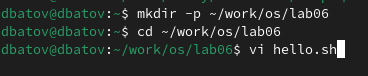 dbatov@dbatov:~$ mkdir -p ~/work/os/lab06
dbatov@dbatov:~$ cd ~/work/os/lab06
dbatov@dbatov:~/work/os/lab06$ vi hello.sh